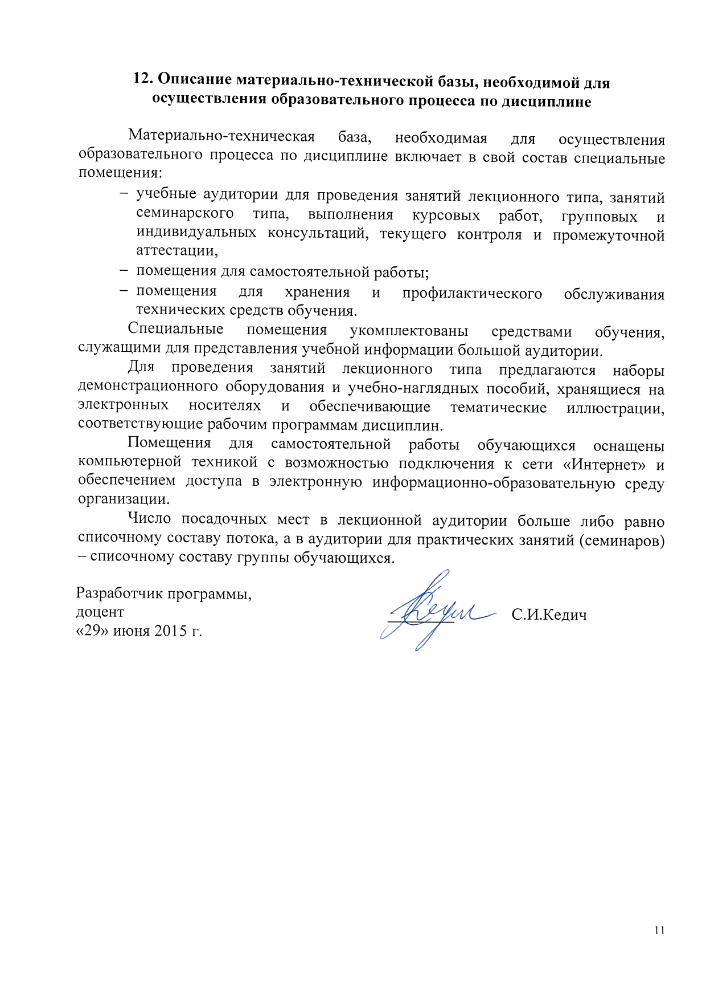 12. Описание материально-технической базы, необходимой для
осуществления образовательного процесса по дисциплине
Материально-техническая база, необходимая для осуществления
образовательного процесса по дисциплине включает в свой состав специальные
помещения:
– учебные аудитории для проведения занятий лекционного типа, занятий
семинарского типа, выполнения курсовых работ, групповых и
индивидуальных консультаций, текущего контроля и промежуточной
аттестации,
– помещения для самостоятельной работы;
– помещения для хранения и профилактического обслуживания
технических средств обучения.
Специальные помещения укомплектованы средствами обучения,
служащими для представления учебной информации большой аудитории.
Для проведения занятий лекционного типа предлагаются наборы
демонстрационного оборудования и учебно-наглядных пособий, хранящиеся на
электронных носителях и обеспечивающие тематические иллюстрации,
соответствующие рабочим программам дисциплин.
Помещения для самостоятельной работы обучающихся оснащены
компьютерной техникой с возможностью подключения к сети «Интернет» и
обеспечением доступа в электронную информационно-образовательную среду
организации.
Число посадочных мест в лекционной аудитории больше либо равно
списочному составу потока, а в аудитории для практических занятий (семинаров)
– списочному составу группы обучающихся.
Разработчик программы,
доцент С.И.Кедич
«29» июня 2015 г.
11